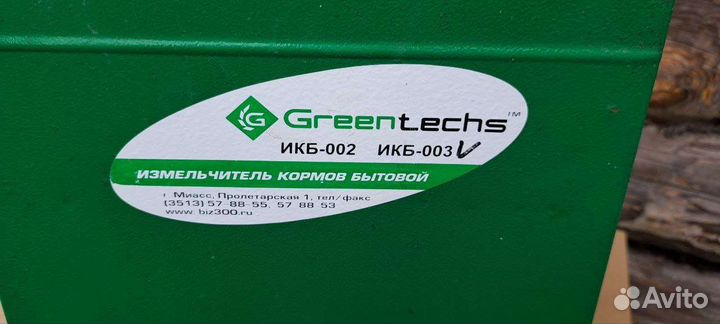 Greentechs™
ИКБ-002 ИКБ-003 V
ИЗМЕЛЬЧИТЕЛЬ КОРМОВ БЫТОВОЙ
г. Миасс, Пролетарская 1, тел/факс
(3513) 57-88-55, 57 88 53
www.biz300.ru
Avito